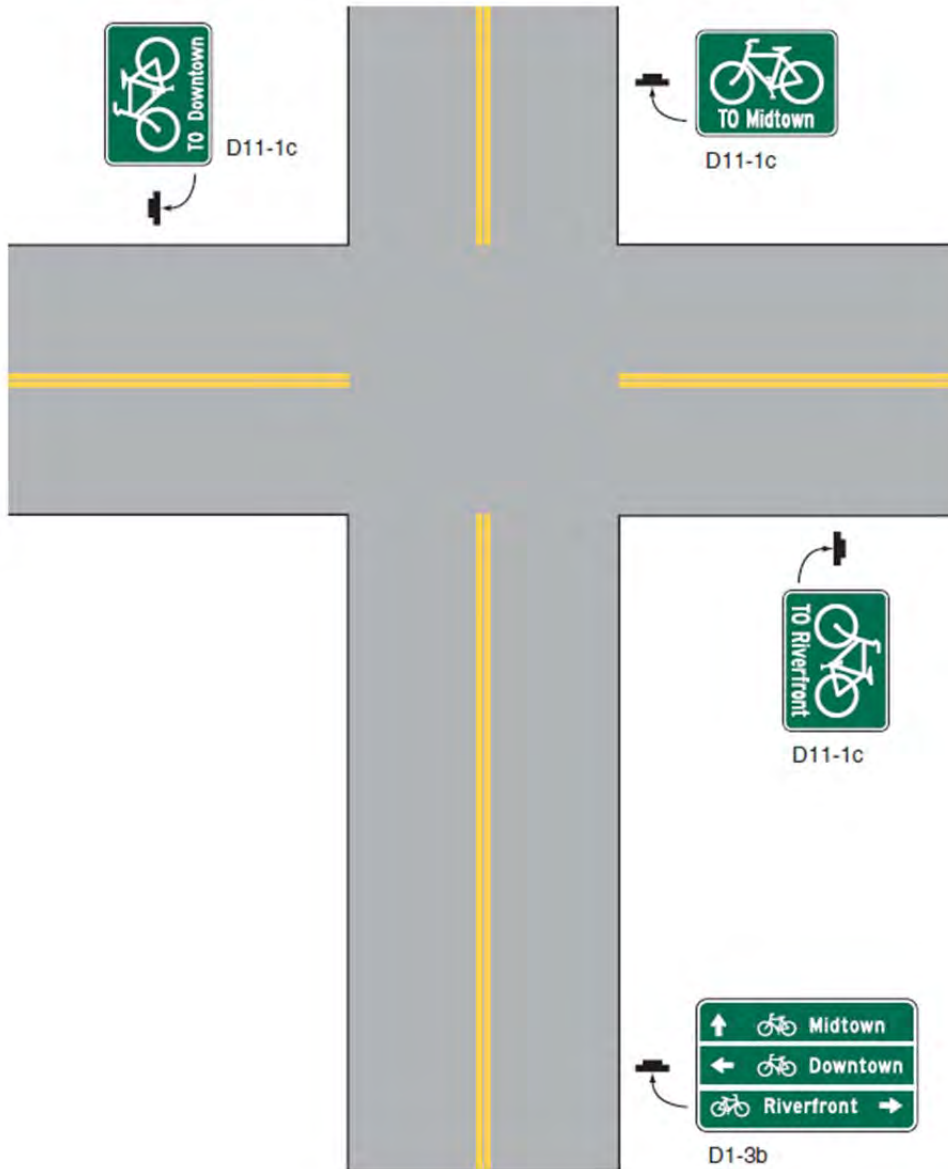 TO Downtown
D11-1c
TO Midtown
D11-1c
TO Riverfront
D11-1c
Midtown
Downtown
Riverfront
D1-3b